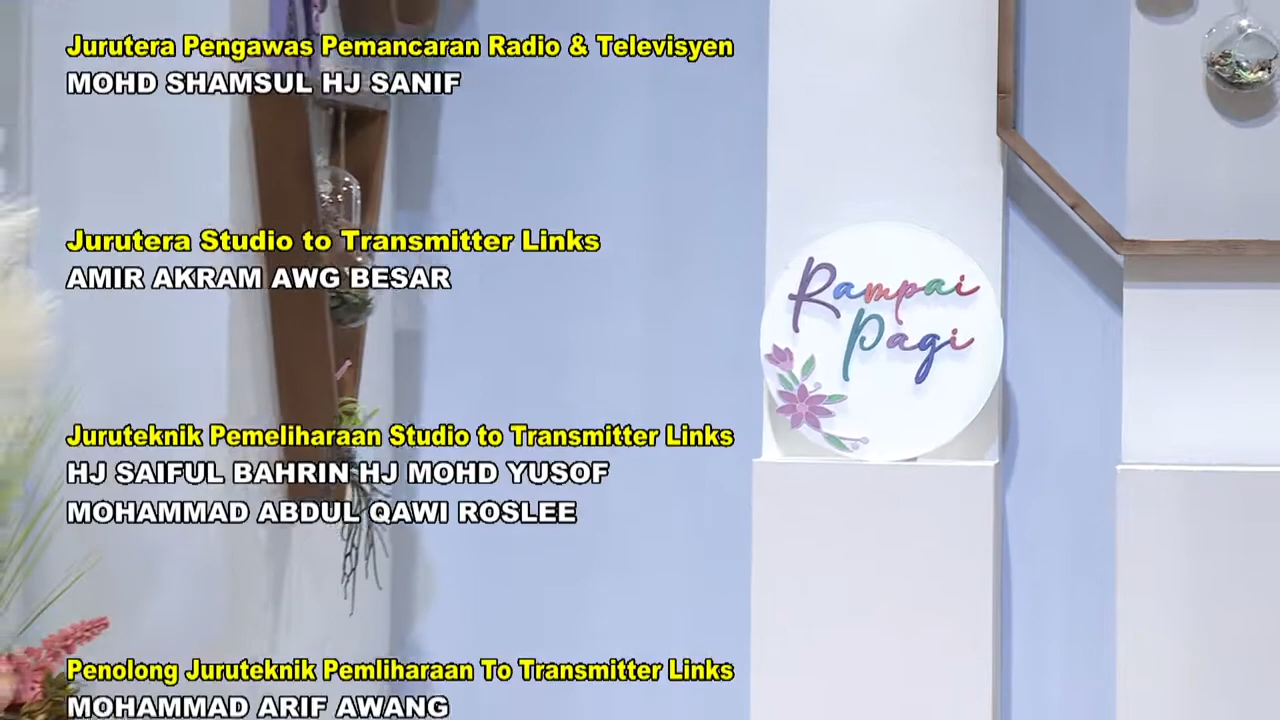 Jurutera Pengawas Pemancaran Radio & Televisyen
MOHD SHAMSUL HJ SANIF
Jurutera Studio to Transmitter Links
AMIR AKRAM AWG BESAR
Rampai
Pagi
Juruteknik Pemeliharaan Studio to Transmitter Links
HJ SAIFUL BAHRIN HJ MOHD YUSOF
MOHAMMAD ABDUL QAWI ROSLEE
Penolong Juruteknik Pemliharaan To Transmitter Links
MOHAMMAD ARIF AWANG